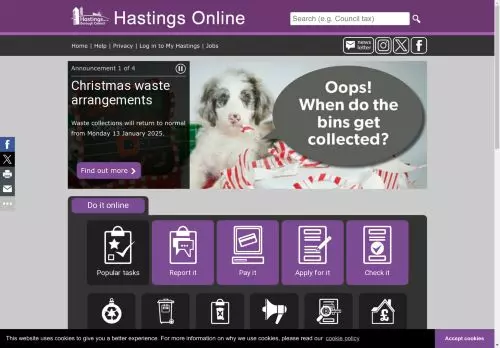 Hastings
Borough Council
Hastings Online
Search (e.g. Council tax)
Home | Help | Privacy | Log in to My Hastings | Jobs
news
letter
Announcement 1 of 4
Christmas waste
arrangements
Waste collections will return to normal
from Monday 13 January 2025.
Find out more
Oops!
When do the
bins get
collected?
Do it online
Popular tasks
Report it
Pay it
Apply for it
Check it
This website uses cookies to give you a better experience. For more information on why we use cookies, please read our cookie policy.
Accept cookies